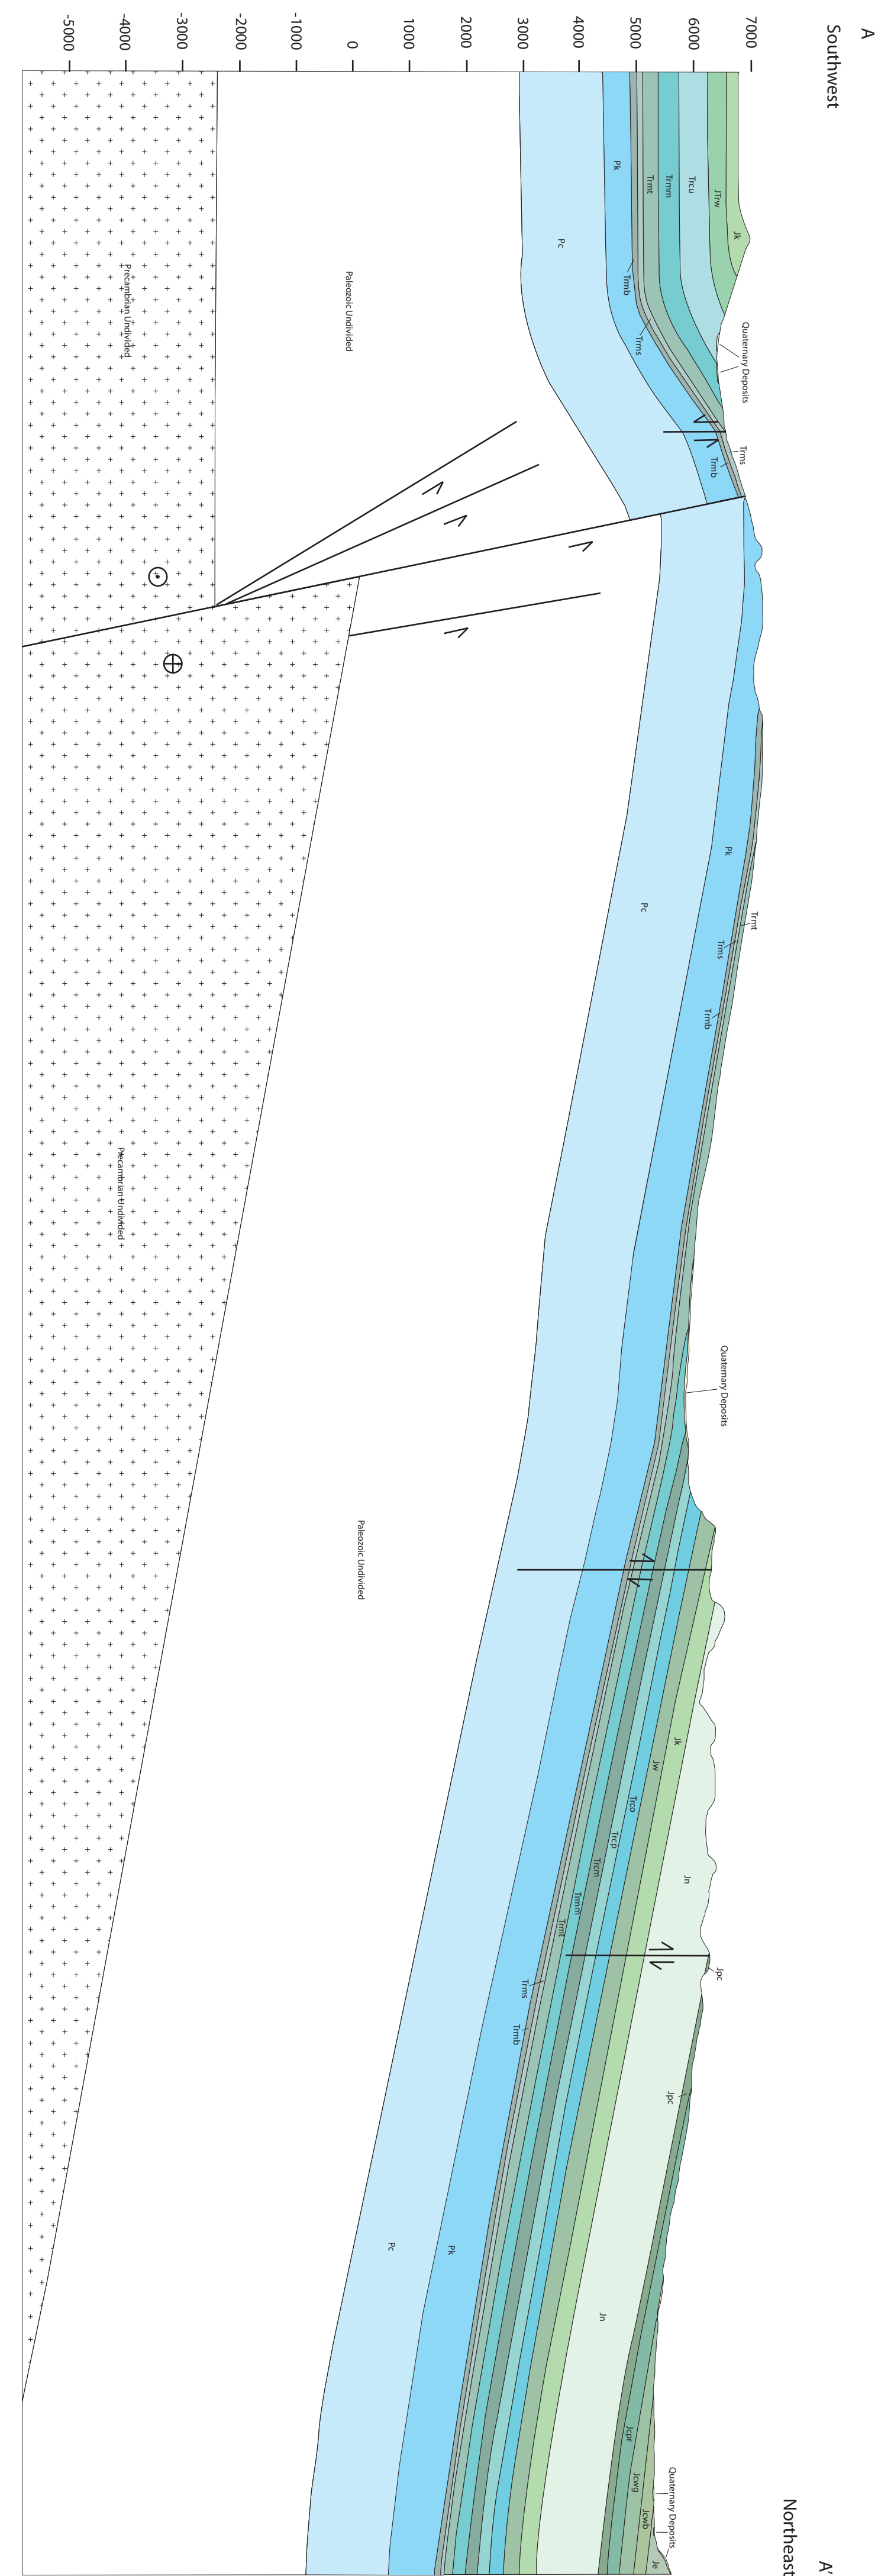 A
Southwest
7000
6000
5000
4000
3000
2000
1000
0
-1000
-2000
-3000
-4000
-5000
Jk
JTrw
Trcu
Trmm
Trmt
Pk
Pc
Trmb
Trms
Quaternary Deposits
Trms
Trmb
Paleozoic Undivided
Precambrian Undivided
Pk
Pc
Trmt
Trms
Trmb
Precambrian Undivided
Quaternary Deposits
Paleozoic Undivided
Jk
Jw
Trco
Trcp
Trcm
Trmm
Trmt
Trms
Trmb
Jn
Jpc
Jpc
Pk
Pc
Jn
Jcpr
Jcwg
Jcwb
Quaternary Deposits
Je
Northeast
A'